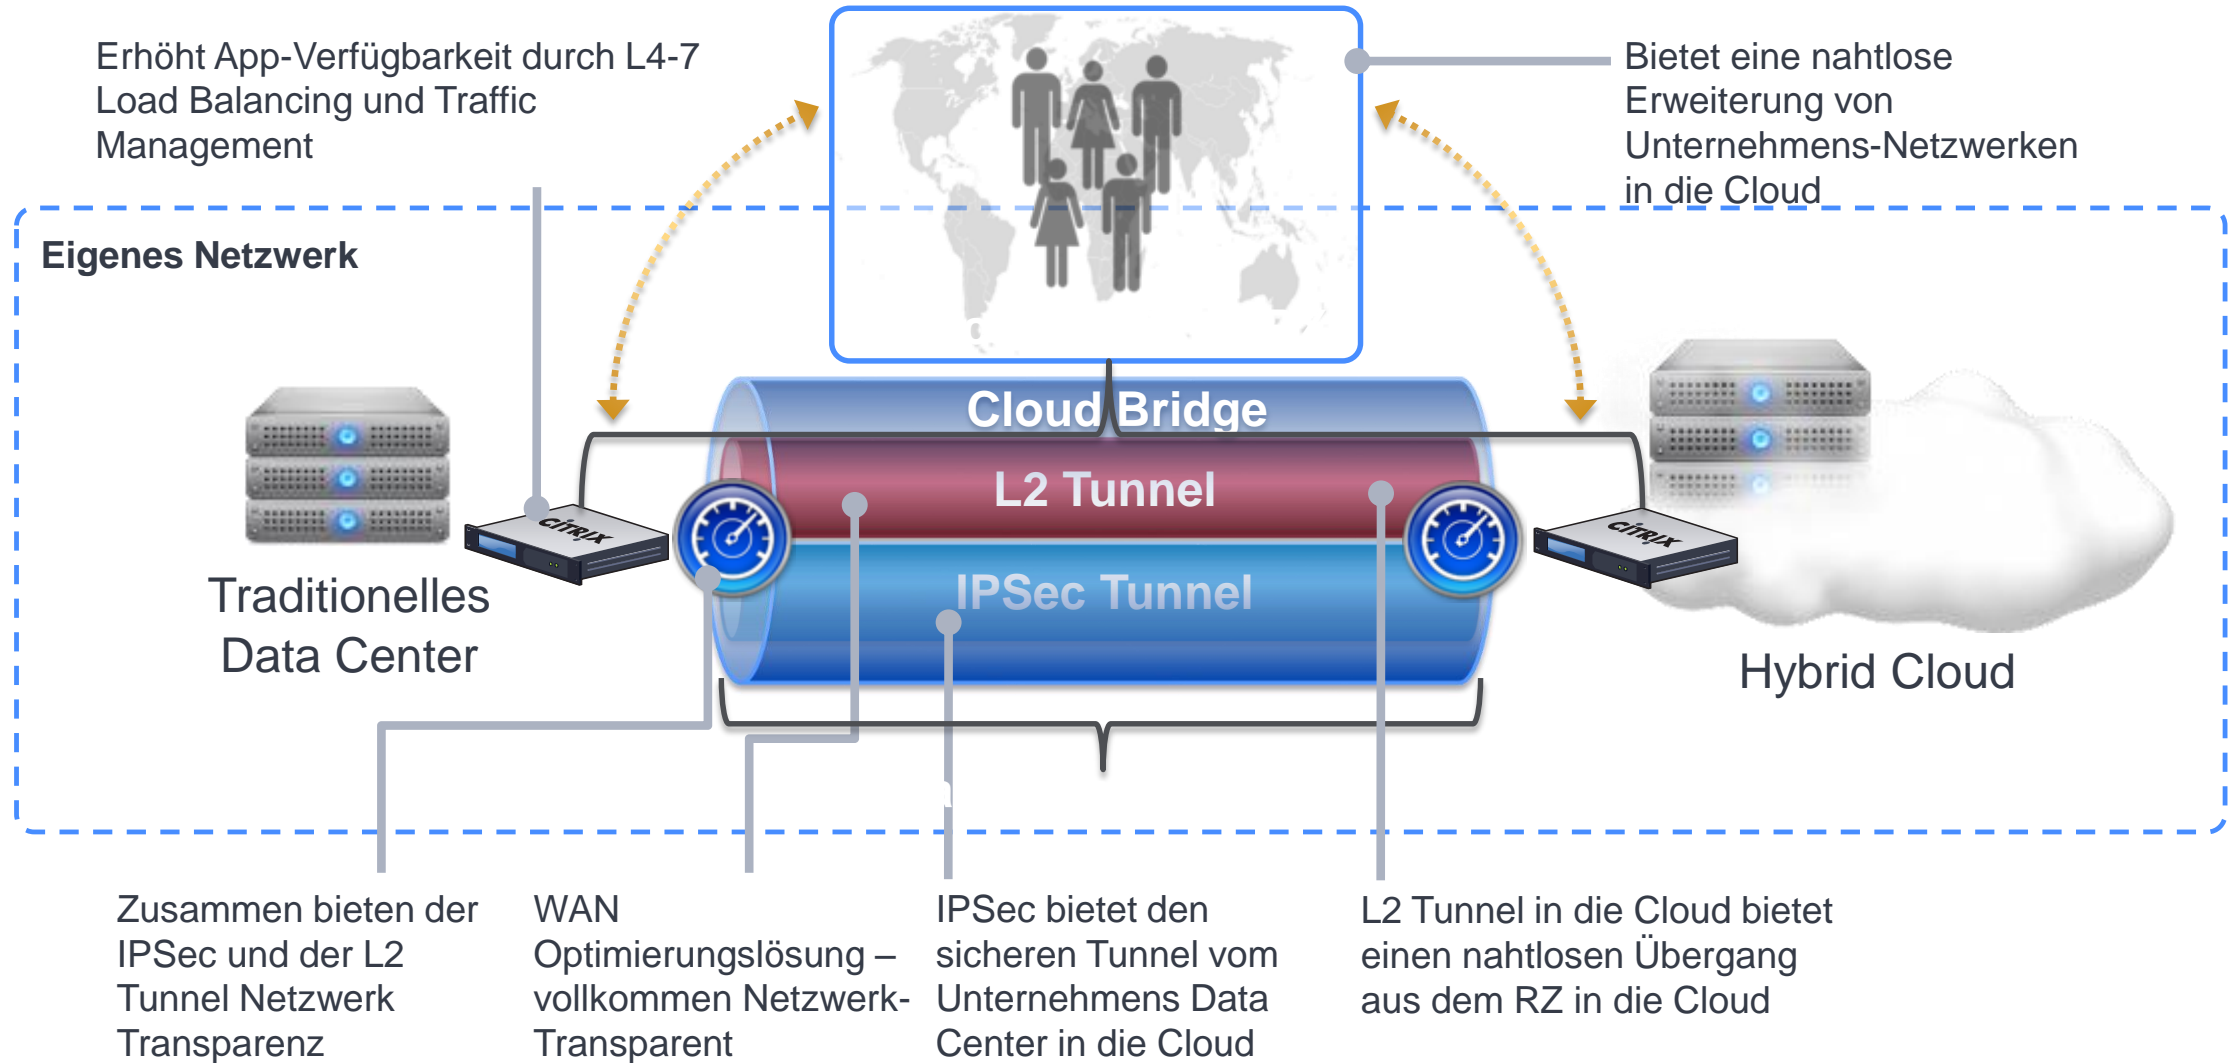 Erhöht App-Verfügbarkeit durch L4-7
Load Balancing und Traffic
Management
Bietet eine nahtlose
Erweiterung von
Unternehmens-Netzwerken
in die Cloud
Eigenes Netzwerk
Cloud Bridge
L2 Tunnel
IPSec Tunnel
CITRIX
CITRIX
Traditionelles
Data Center
Hybrid Cloud
Zusammen bieten der
IPSec und der L2
Tunnel Netzwerk
Transparenz
WAN
Optimierungslösung –
vollkommen Netzwerk-
Transparent
IPSec bietet den
sicheren Tunnel vom
Unternehmens Data
Center in die Cloud
L2 Tunnel in die Cloud bietet
einen nahtlosen Übergang
aus dem RZ in die Cloud